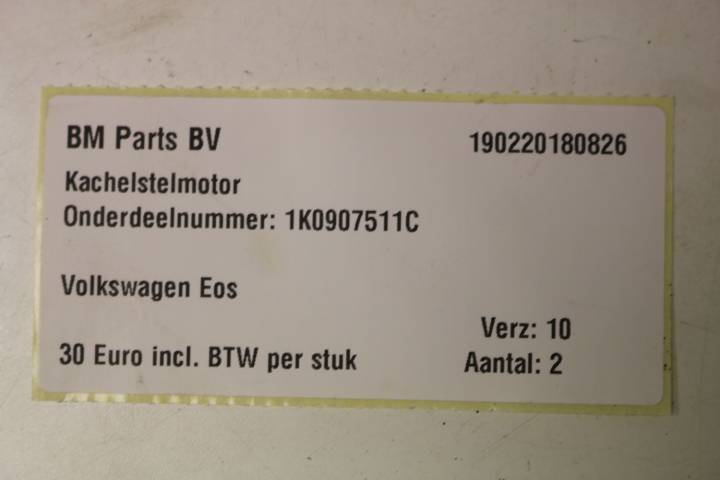 BM Parts BV 190220180826
Kachelstelmotor
Onderdeelnummer: 1K0907511C
Volkswagen Eos
Verz: 10
30 Euro incl. BTW per stuk Aantal: 2